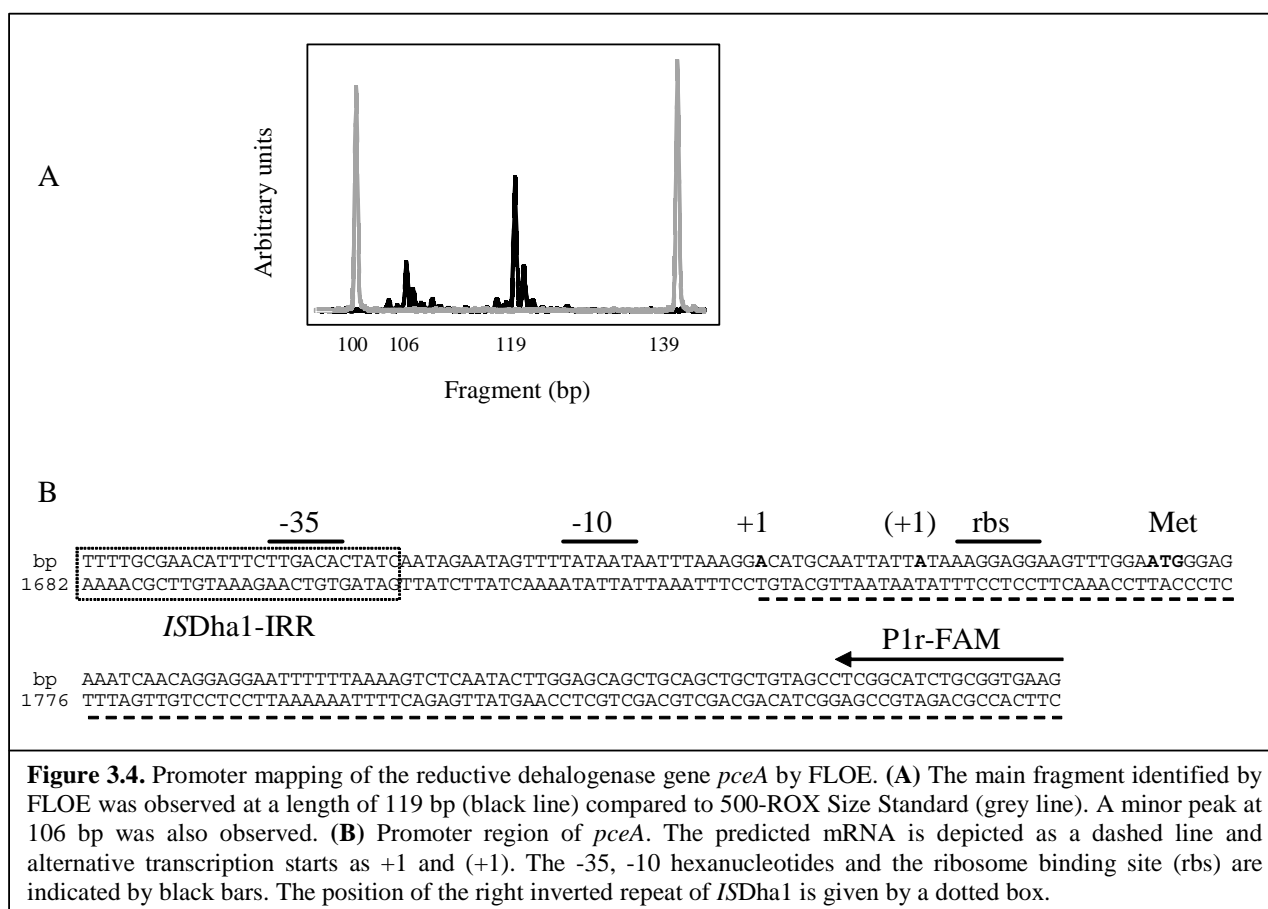 A
Arbitrary units
100 106 119 139
Fragment (bp)
B
-35 -10 +1 (+1) rbs Met
bp TTTTGCGAACATTTCTTGACACTATCAATAGAATAGTTTTATAATAATTTAAAGGACATGCAATTATTATAAAGGAGGAAGTTTGGAATGGGAG
1682 AAAACGCTTGTAAAGAACTGTGATAGTTATCTTATCAAAATATTATTAAATTTCCTGTACGTTAATAATATTTCCTCCTTCAAACCTTACCCTC
ISDha1-IRR
P1r-FAM
bp AAATCAACAGGAGGAATTTTTTAAAAGTCTCAATACTTGGAGCAGCTGCAGCTGCTGTAGCCTCGGCATCTGCGGTGAAG
1776 TTTAGTTGTCCTCCTTAAAAAATTTTCAGAGTTATGAACCTCGTCGACGTCGACGACATCGGAGCCGTAGACGCCACTTC
Figure 3.4. Promoter mapping of the reductive dehalogenase gene pceA by FLOE. (A) The main fragment identified by
FLOE was observed at a length of 119 bp (black line) compared to 500-ROX Size Standard (grey line). A minor peak at
106 bp was also observed. (B) Promoter region of pceA. The predicted mRNA is depicted as a dashed line and
alternative transcription starts as +1 and (+1). The -35, -10 hexanucleotides and the ribosome binding site (rbs) are
indicated by black bars. The position of the right inverted repeat of ISDha1 is given by a dotted box.